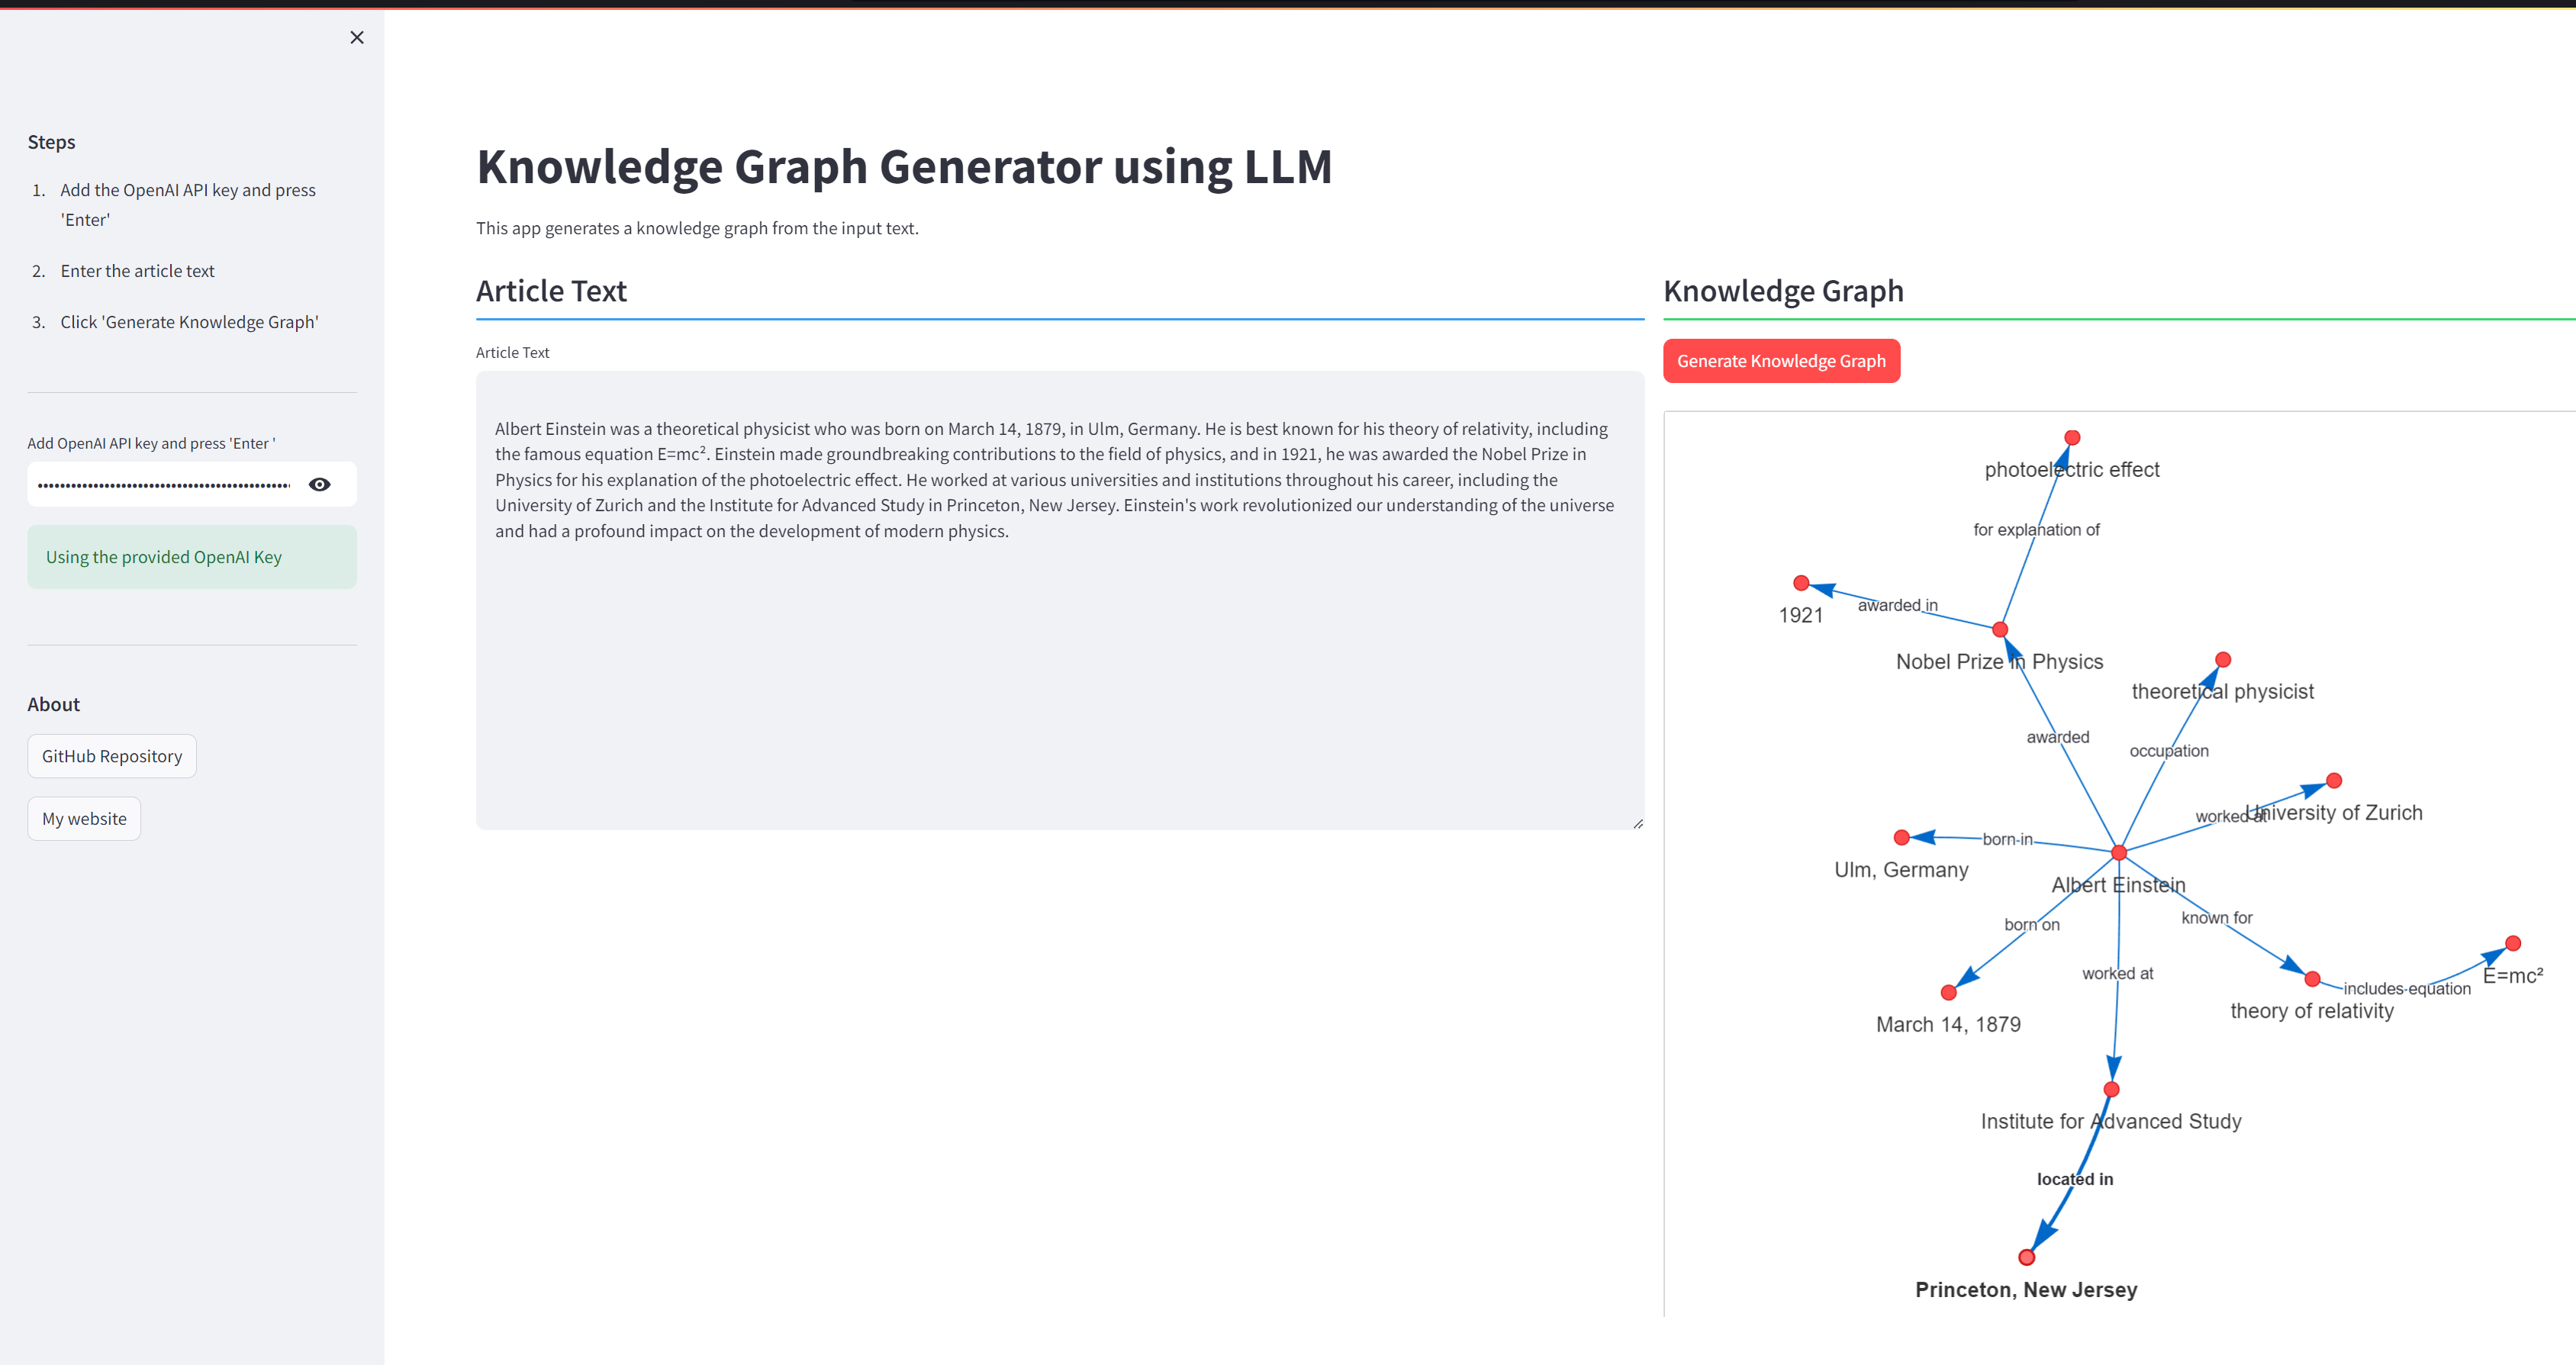 Steps
1. Add the OpenAI API key and press
'Enter'
2. Enter the article text
3. Click 'Generate Knowledge Graph'
Add OpenAI API key and press 'Enter '
Using the provided OpenAI Key
About
GitHub Repository
My website
Knowledge Graph Generator using LLM
This app generates a knowledge graph from the input text.
Article Text
Article Text
Albert Einstein was a theoretical physicist who was born on March 14, 1879, in Ulm, Germany. He is best known for his theory of relativity, including
the famous equation E=mc². Einstein made groundbreaking contributions to the field of physics, and in 1921, he was awarded the Nobel Prize in
Physics for his explanation of the photoelectric effect. He worked at various universities and institutions throughout his career, including the
University of Zurich and the Institute for Advanced Study in Princeton, New Jersey. Einstein's work revolutionized our understanding of the universe
and had a profound impact on the development of modern physics.
Knowledge Graph
Generate Knowledge Graph
photoelectric effect
for explanation of
awarded in
1921
Nobel Prize in Physics
theoretical physicist
awarded
occupation
University of Zurich
worked at
born in
Ulm, Germany
Albert Einstein
known for
born on
worked at
E=mc²
includes equation
theory of relativity
March 14, 1879
Institute for Advanced Study
located in
Princeton, New Jersey